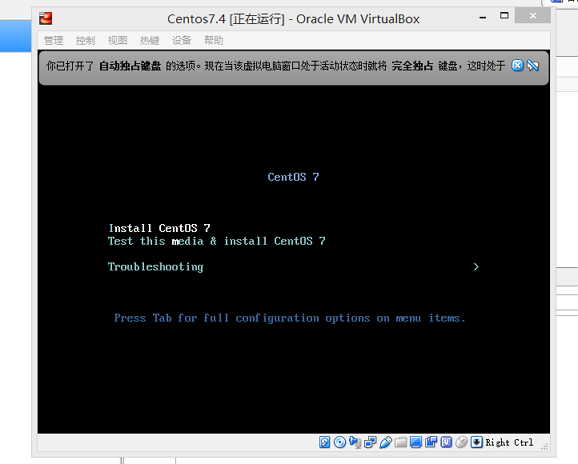 Centos7.4 [正在运行] - Oracle VM VirtualBox
管理 控制 视图 热键 设备 帮助
你已打开了 自动独占键盘 的选项。现在当该虚拟电脑窗口处于活动状态时就将 完全独占 键盘，这时处于
CentOS 7
Install CentOS 7
Test this media & install CentOS 7
Troubleshooting >
Press Tab for full configuration options on menu items.
Right Ctrl